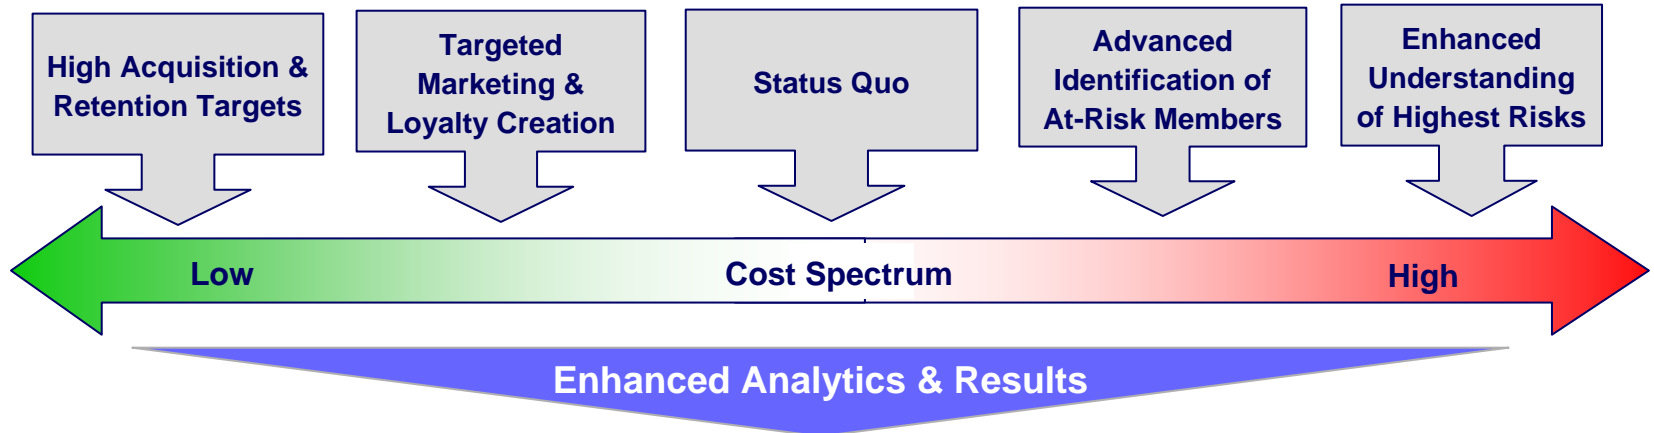 High Acquisition &
Retention Targets
Targeted
Marketing &
Loyalty Creation
Status Quo
Advanced
Identification of
At-Risk Members
Enhanced
Understanding
of Highest Risks
Low
Cost Spectrum
High
Enhanced Analytics & Results